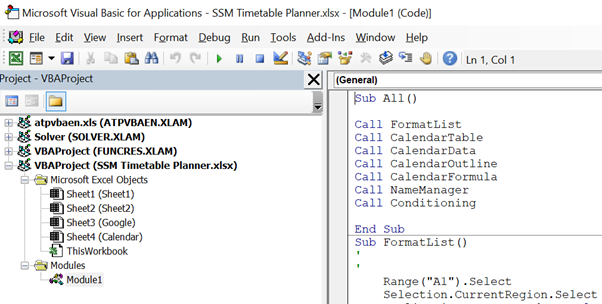 Microsoft Visual Basic for Applications - SSM Timetable Planner.xlsx - [Module1 (Code)]
File Edit View Insert Format Debug Run Tools Add-Ins Window Help
Ln 1, Col 1
Project - VBAProject
atpvbaen.xls (ATPVBAEN.XLAM)
Solver (SOLVER.XLAM)
VBAProject (FUNCRES.XLAM)
VBAProject (SSM Timetable Planner.xlsx)
Microsoft Excel Objects
Sheet1 (Sheet1)
Sheet2 (Sheet2)
Sheet3 (Google)
Sheet4 (Calendar)
ThisWorkbook
Modules
Module1
(General)
Sub All()
Call FormatList
Call CalendarTable
Call CalendarData
Call CalendarOutline
Call CalendarFormula
Call NameManager
Call Conditioning
End Sub
Sub FormatList()
'
'
Range("A1").Select
Selection.CurrentRegion.Select